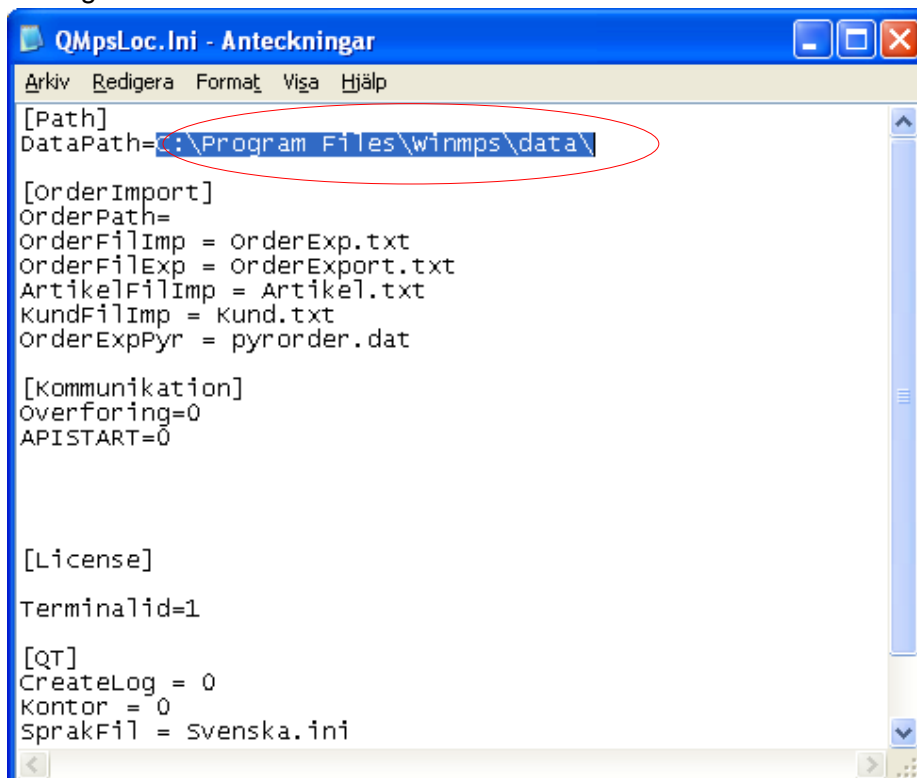 QMpsLoc.Ini - Anteckningar
Arkiv Redigera Format Visa Hjälp
[Path]
DataPath=C:\Program Files\Winmps\data\
[OrderImport]
OrderPath=
OrderFilImp = OrderExp.txt
OrderFilExp = OrderExport.txt
ArtikelFilImp = Artikel.txt
KundFilImp = Kund.txt
OrderExpPyr = pyrorder.dat
[Kommunikation]
Overforing=0
APISTART=0
[License]
Terminalid=1
[QT]
CreateLog = 0
Kontor = 0
SprakFil = Svenska.ini